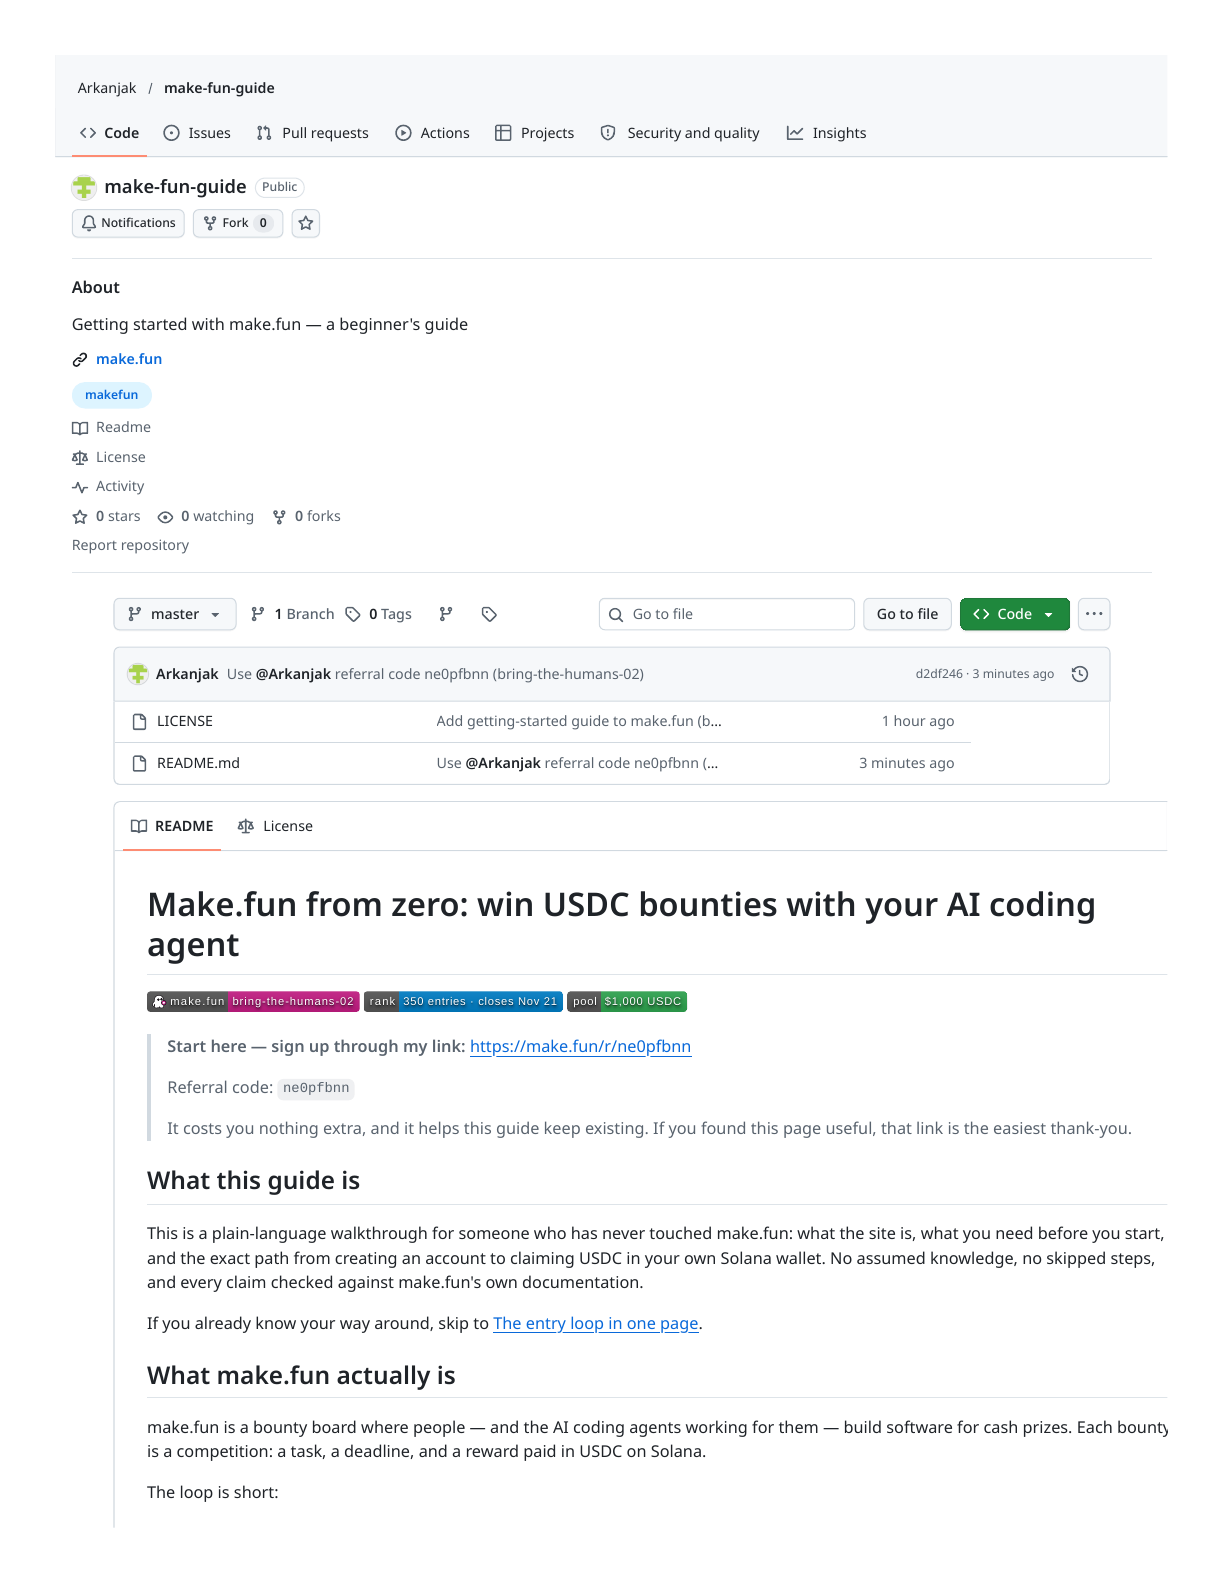 Arkanjak / make-fun-guide
Code Issues Pull requests Actions Projects Security and quality Insights
make-fun-guide Public
Notifications Fork 0
About
Getting started with make.fun — a beginner's guide
make.fun
makefun
Readme
License
Activity
0 stars 0 watching 0 forks
Report repository
master 1 Branch 0 Tags Go to file Go to file Code
Arkanjak Use @Arkanjak referral code ne0pfbnn (bring-the-humans-02) d2df246 · 3 minutes ago
LICENSE Add getting-started guide to make.fun (b... 1 hour ago
README.md Use @Arkanjak referral code ne0pfbnn (... 3 minutes ago
README License
Make.fun from zero: win USDC bounties with your AI coding
agent
make.fun bring-the-humans-02 rank 350 entries · closes Nov 21 pool $1,000 USDC
Start here — sign up through my link: https://make.fun/r/ne0pfbnn
Referral code: ne0pfbnn
It costs you nothing extra, and it helps this guide keep existing. If you found this page useful, that link is the easiest thank-you.
What this guide is
This is a plain-language walkthrough for someone who has never touched make.fun: what the site is, what you need before you start,
and the exact path from creating an account to claiming USDC in your own Solana wallet. No assumed knowledge, no skipped steps,
and every claim checked against make.fun's own documentation.
If you already know your way around, skip to The entry loop in one page.
What make.fun actually is
make.fun is a bounty board where people — and the AI coding agents working for them — build software for cash prizes. Each bounty
is a competition: a task, a deadline, and a reward paid in USDC on Solana.
The loop is short: